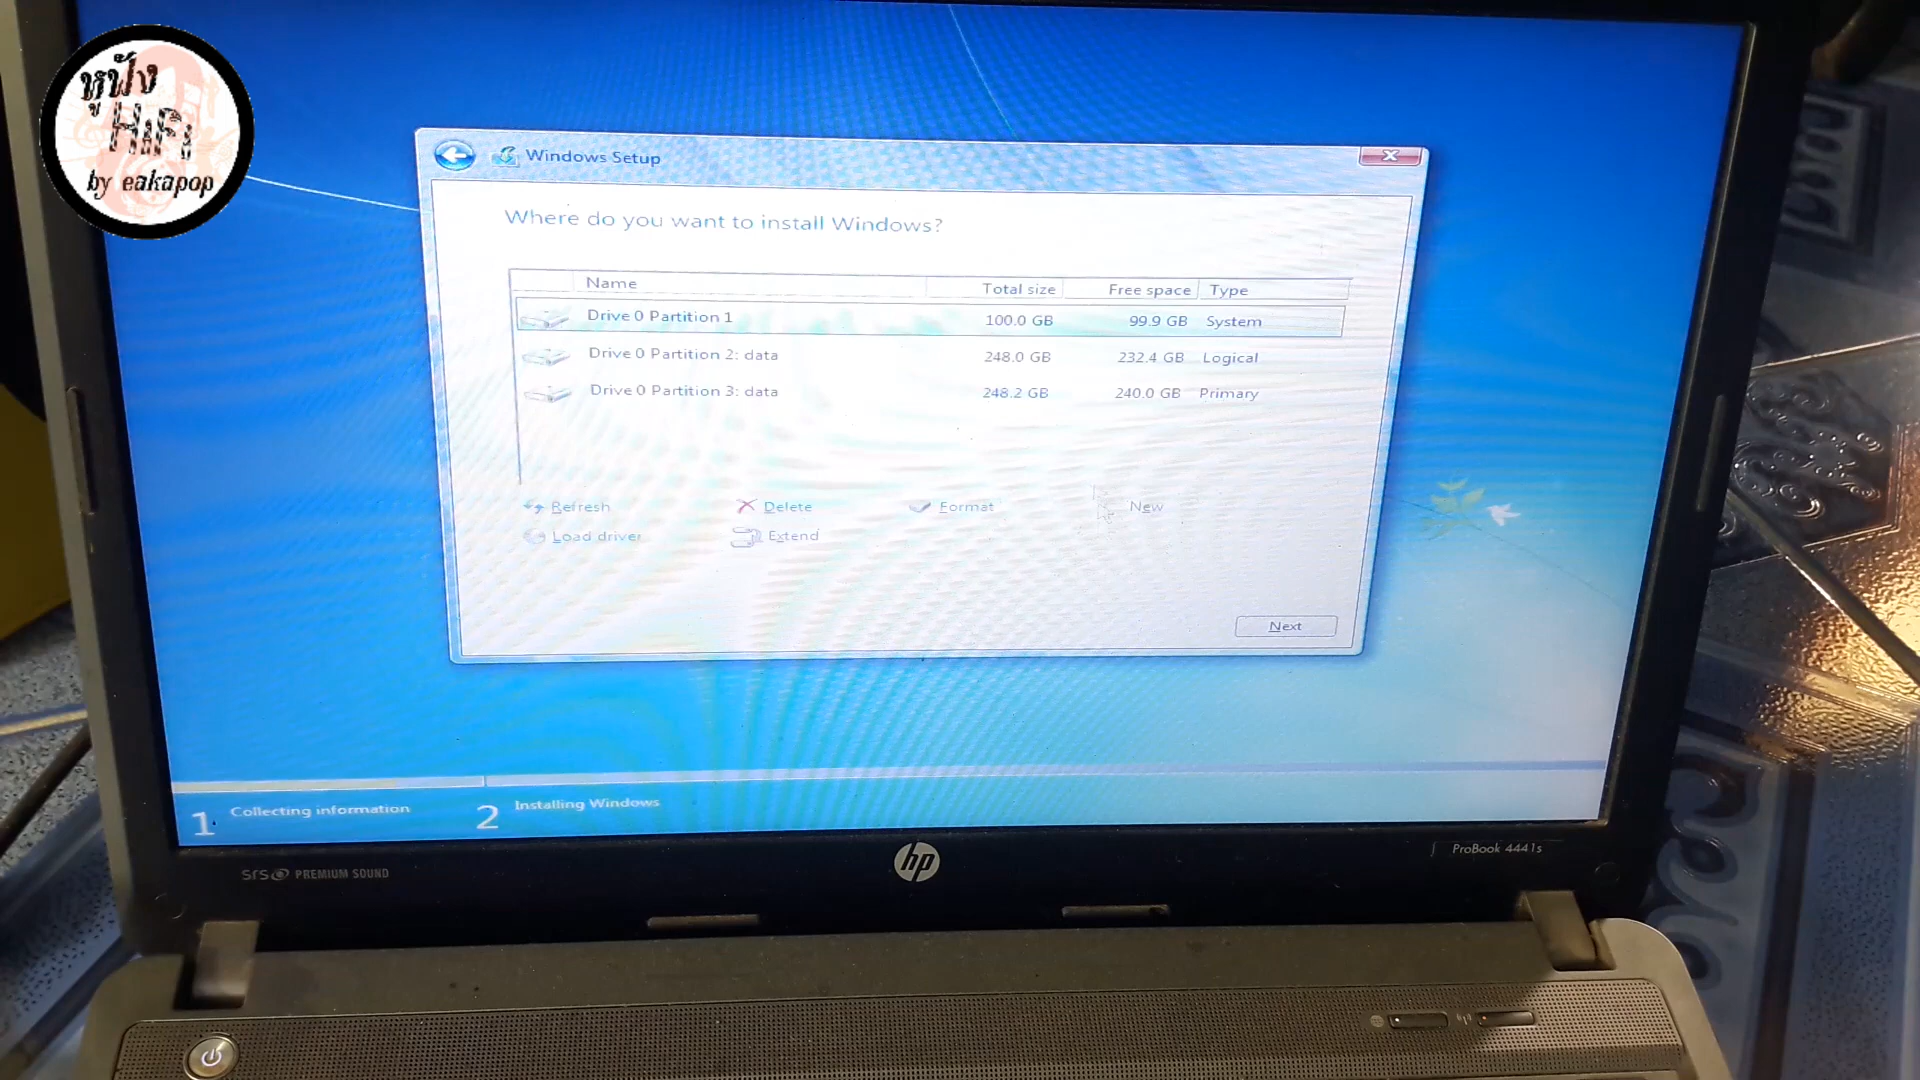 หูฟัง
HiFi
by eakapop
Windows Setup
Where do you want to install Windows?
Name Total size Free space Type
Drive 0 Partition 1 100.0 GB 99.9 GB System
Drive 0 Partition 2: data 248.0 GB 232.4 GB Logical
Drive 0 Partition 3: data 248.2 GB 240.0 GB Primary
Refresh Delete Format New
Load driver Extend
Next
1 Collecting information 2 Installing Windows
SRS PREMIUM SOUND
hp
ProBook 4441s